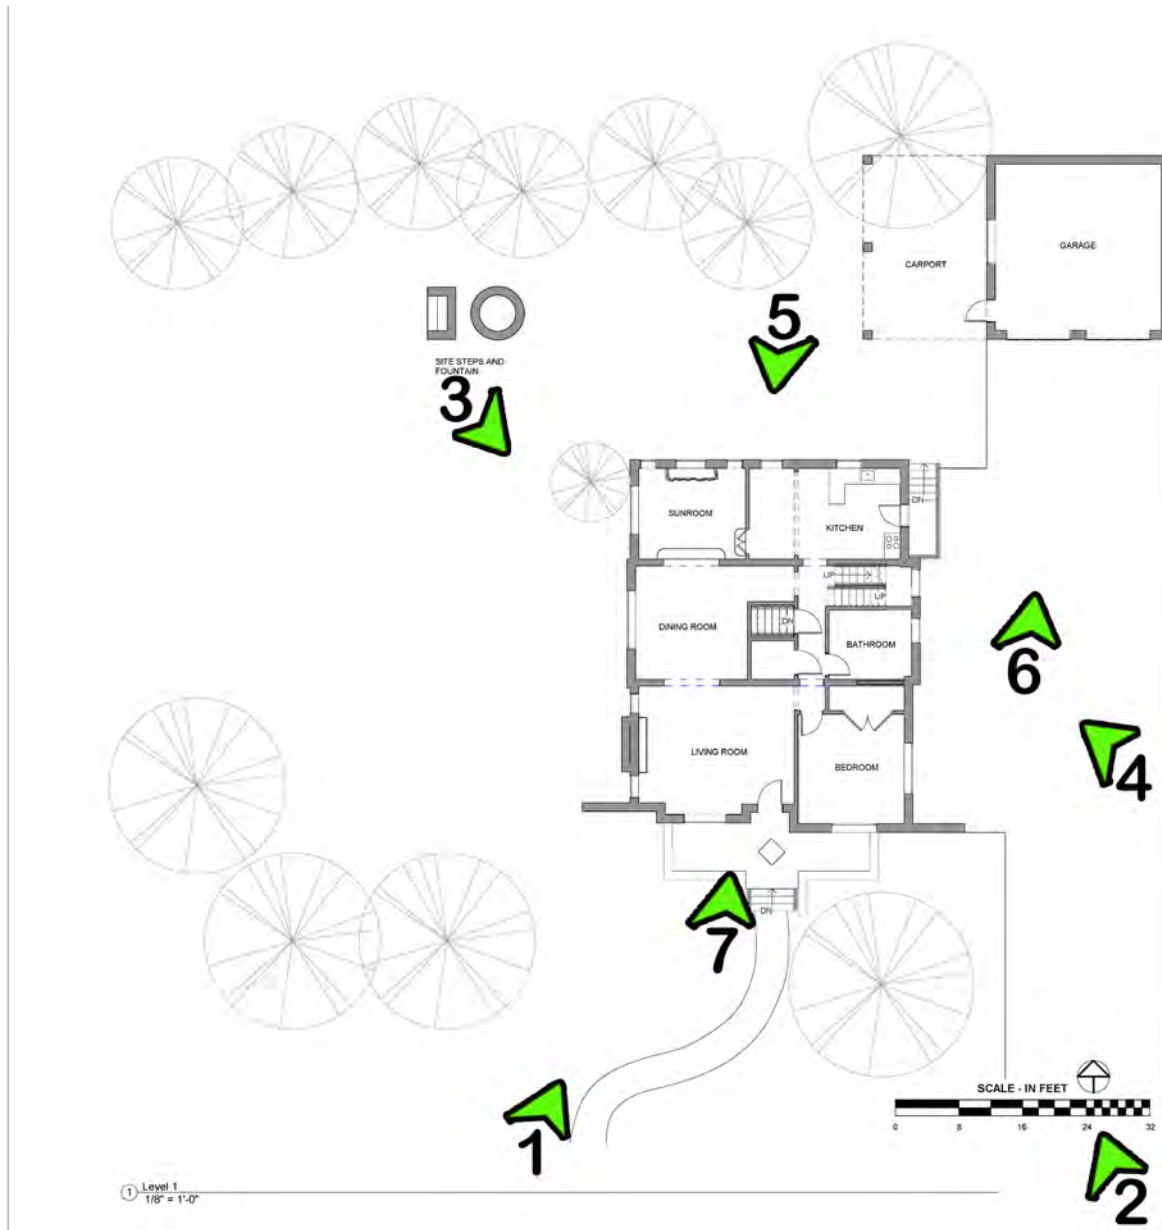 GARAGE
CARPORT
5
SITE STEPS AND
FOUNTAIN
3
DN
SUNROOM
KITCHEN
UP
UP
DN
DINING ROOM
BATHROOM
6
LIVING ROOM
BEDROOM
4
DN
7
SCALE - IN FEET
0 8 16 24 32
1
2
1 Level 1
1/8" = 1'-0"